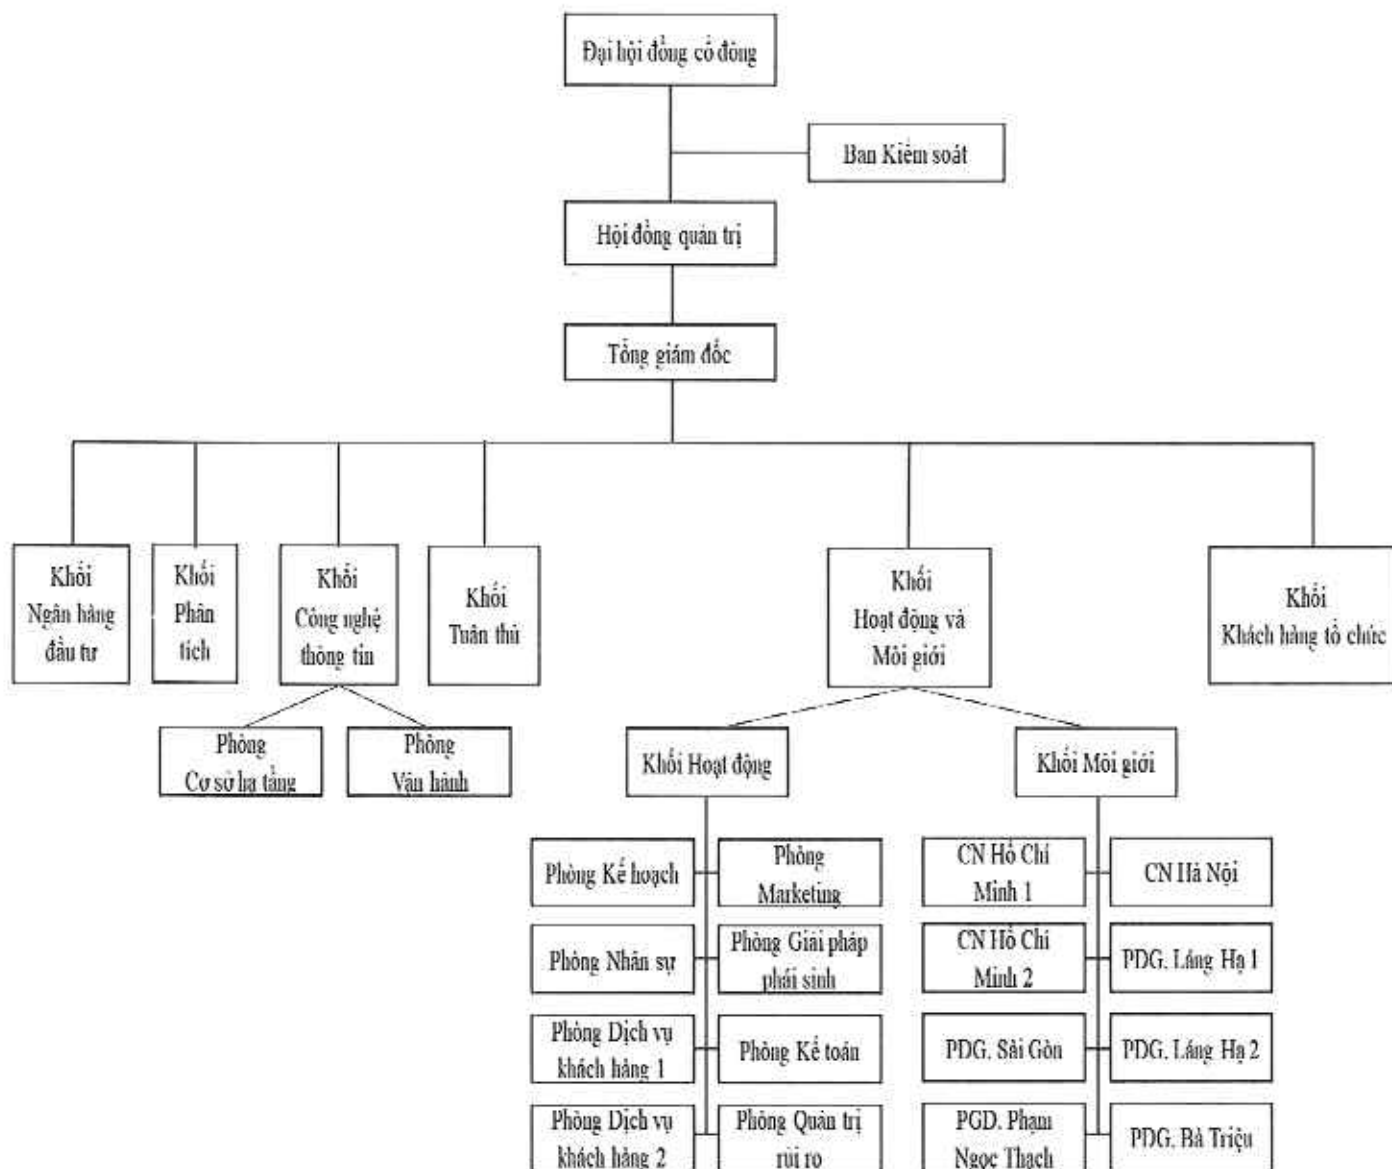 Đại hội đồng cổ đông
Ban Kiểm soát
Hội đồng quản trị
Tổng giám đốc
Khối
Ngân hàng
đầu tư
Khối
Phân
tích
Khối
Công nghệ
thông tin
Khối
Tuân thủ
Khối
Hoạt động và
Môi giới
Khối
Khách hàng tổ chức
Phòng
Cơ sở hạ tầng
Phòng
Vận hành
Khối Hoạt động
Khối Môi giới
Phòng Kế hoạch
Phòng
Marketing
CN Hồ Chí
Minh 1
CN Hà Nội
Phòng Nhân sự
Phòng Giải pháp
phái sinh
CN Hồ Chí
Minh 2
PDG. Láng Hạ 1
Phòng Dịch vụ
khách hàng 1
Phòng Kế toán
PDG. Sài Gòn
PDG. Láng Hạ 2
Phòng Dịch vụ
khách hàng 2
Phòng Quản trị
rủi ro
PGD. Phạm
Ngọc Thạch
PDG. Bà Triệu